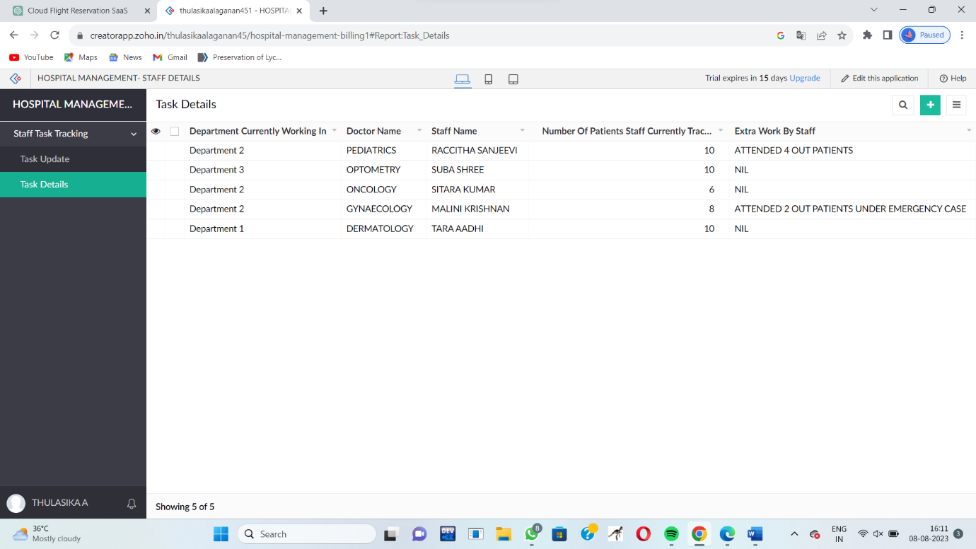 Cloud Flight Reservation SaaS
thulasikaalaganan451 - HOSPITA
creatorapp.zoho.in/thulasikaalaganan45/hospital-management-billing1#Report:Task_Details
Paused
YouTube Maps News Gmail Preservation of Lyc...
HOSPITAL MANAGEMENT- STAFF DETAILS
Trial expires in 15 days Upgrade
Edit this application
Help
HOSPITAL MANAGEME...
Task Details
Staff Task Tracking
Task Update
Task Details
Department Currently Working In Doctor Name Staff Name Number Of Patients Staff Currently Trac... Extra Work By Staff
Department 2 PEDIATRICS RACCITHA SANJEEVI 10 ATTENDED 4 OUT PATIENTS
Department 3 OPTOMETRY SUBA SHREE 10 NIL
Department 2 ONCOLOGY SITARA KUMAR 6 NIL
Department 2 GYNAECOLOGY MALINI KRISHNAN 8 ATTENDED 2 OUT PATIENTS UNDER EMERGENCY CASE
Department 1 DERMATOLOGY TARA AADHI 10 NIL
THULASIKA A
Showing 5 of 5
36°C
Mostly cloudy
Search
DEV
8
ENG
IN
16:11
08-08-2023
3